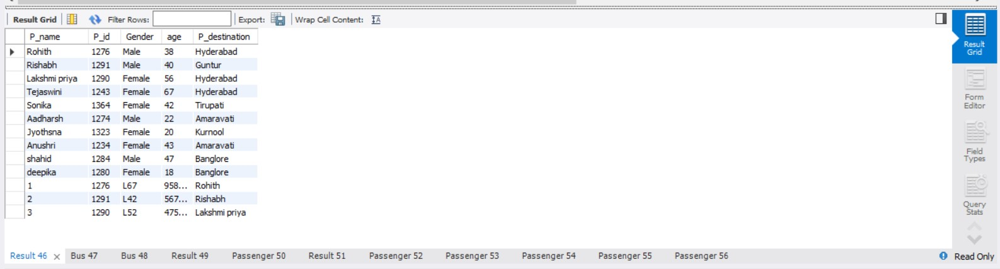 Result Grid Filter Rows: Export: Wrap Cell Content: IA
P_name P_id Gender age P_destination
Rohith 1276 Male 38 Hyderabad
Rishabh 1291 Male 40 Guntur
Lakshmi priya 1290 Female 56 Hyderabad
Tejaswini 1243 Female 67 Hyderabad
Sonika 1364 Female 42 Tirupati
Aadharsh 1274 Male 22 Amaravati
Jyothsna 1323 Female 20 Kurnool
Anushri 1234 Female 43 Amaravati
shahid 1284 Male 47 Banglore
deepika 1280 Female 18 Banglore
1 1276 L67 958... Rohith
2 1291 L42 567... Rishabh
3 1290 L52 475... Lakshmi priya
Result
Grid
Form
Editor
Field
Types
Query
Stats
Result 46 Bus 47 Bus 48 Result 49 Passenger 50 Result 51 Passenger 52 Passenger 53 Passenger 54 Passenger 55 Passenger 56 Read Only